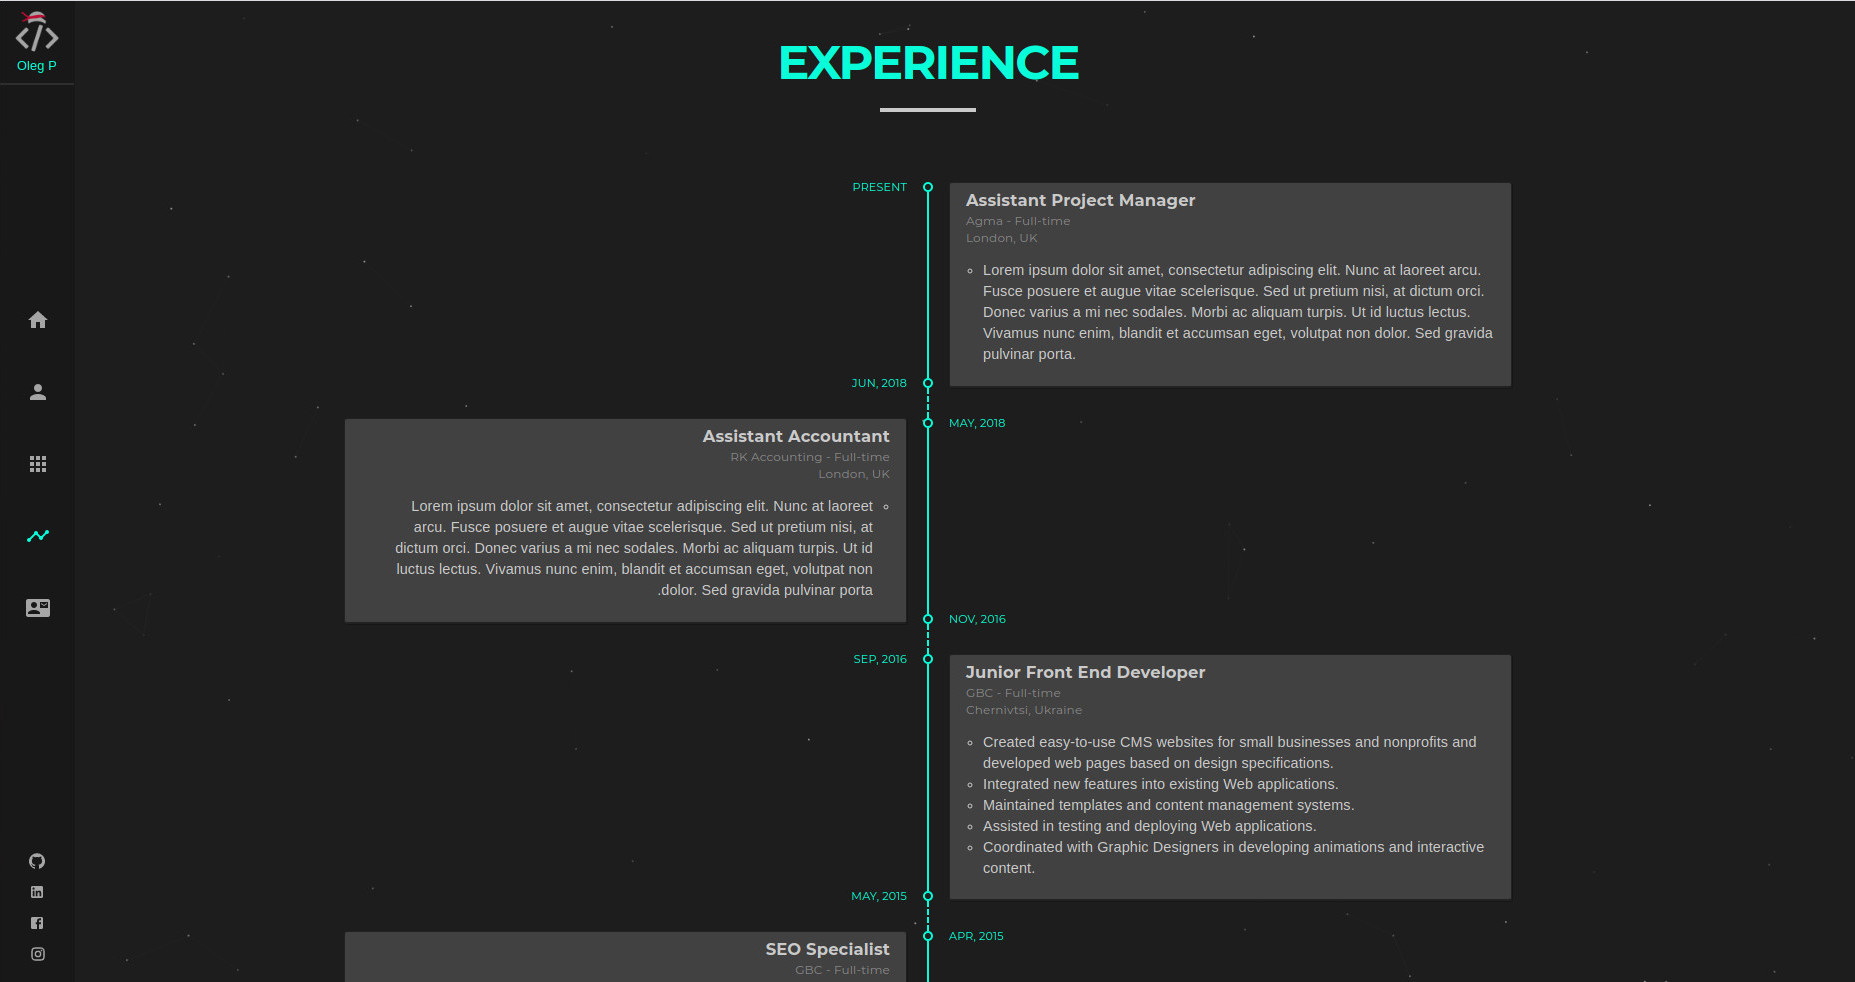 Oleg P
EXPERIENCE
PRESENT
Assistant Project Manager
Agma - Full-time
London, UK
Lorem ipsum dolor sit amet, consectetur adipiscing elit. Nunc at laoreet arcu.
Fusce posuere et augue vitae scelerisque. Sed ut pretium nisi, at dictum orci.
Donec varius a mi nec sodales. Morbi ac aliquam turpis. Ut id luctus lectus.
Vivamus nunc enim, blandit et accumsan eget, volutpat non dolor. Sed gravida
pulvinar porta.
JUN, 2018
MAY, 2018
Assistant Accountant
RK Accounting - Full-time
London, UK
Lorem ipsum dolor sit amet, consectetur adipiscing elit. Nunc at laoreet
arcu. Fusce posuere et augue vitae scelerisque. Sed ut pretium nisi, at
dictum orci. Donec varius a mi nec sodales. Morbi ac aliquam turpis. Ut id
luctus lectus. Vivamus nunc enim, blandit et accumsan eget, volutpat non
.dolor. Sed gravida pulvinar porta
NOV, 2016
SEP, 2016
Junior Front End Developer
GBC - Full-time
Chernivtsi, Ukraine
Created easy-to-use CMS websites for small businesses and nonprofits and
developed web pages based on design specifications.
Integrated new features into existing Web applications.
Maintained templates and content management systems.
Assisted in testing and deploying Web applications.
Coordinated with Graphic Designers in developing animations and interactive
content.
MAY, 2015
APR, 2015
SEO Specialist
GBC - Full-time